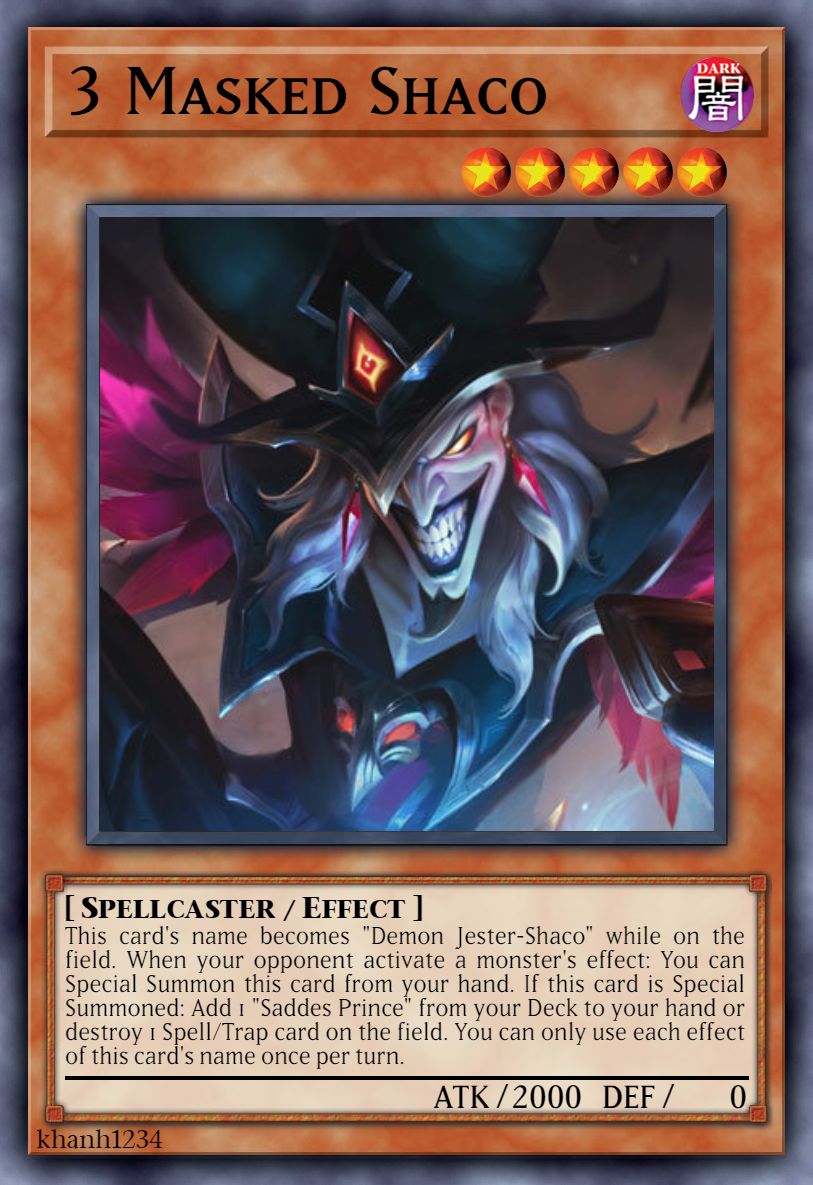 3 Masked Shaco
DARK
闇
[ Spellcaster / Effect ]
This card's name becomes "Demon Jester-Shaco" while on the
field. When your opponent activate a monster's effect: You can
Special Summon this card from your hand. If this card is Special
Summoned: Add 1 "Saddes Prince" from your Deck to your hand or
destroy 1 Spell/Trap card on the field. You can only use each effect
of this card's name once per turn.
ATK / 2000 DEF / 0
khanh1234